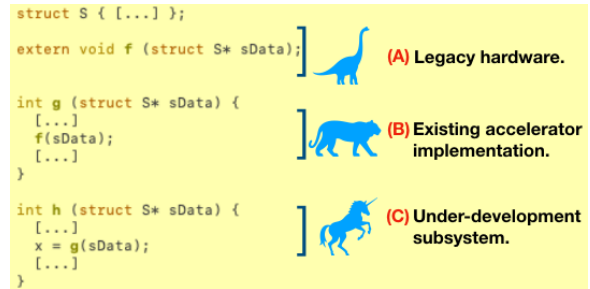 struct S { [...] };
extern void f (struct S* sData);
(A) Legacy hardware.
int g (struct S* sData) {
[...]
f(sData);
[...]
}
(B) Existing accelerator
implementation.
int h (struct S* sData) {
[...]
x = g(sData);
[...]
}
(C) Under-development
subsystem.